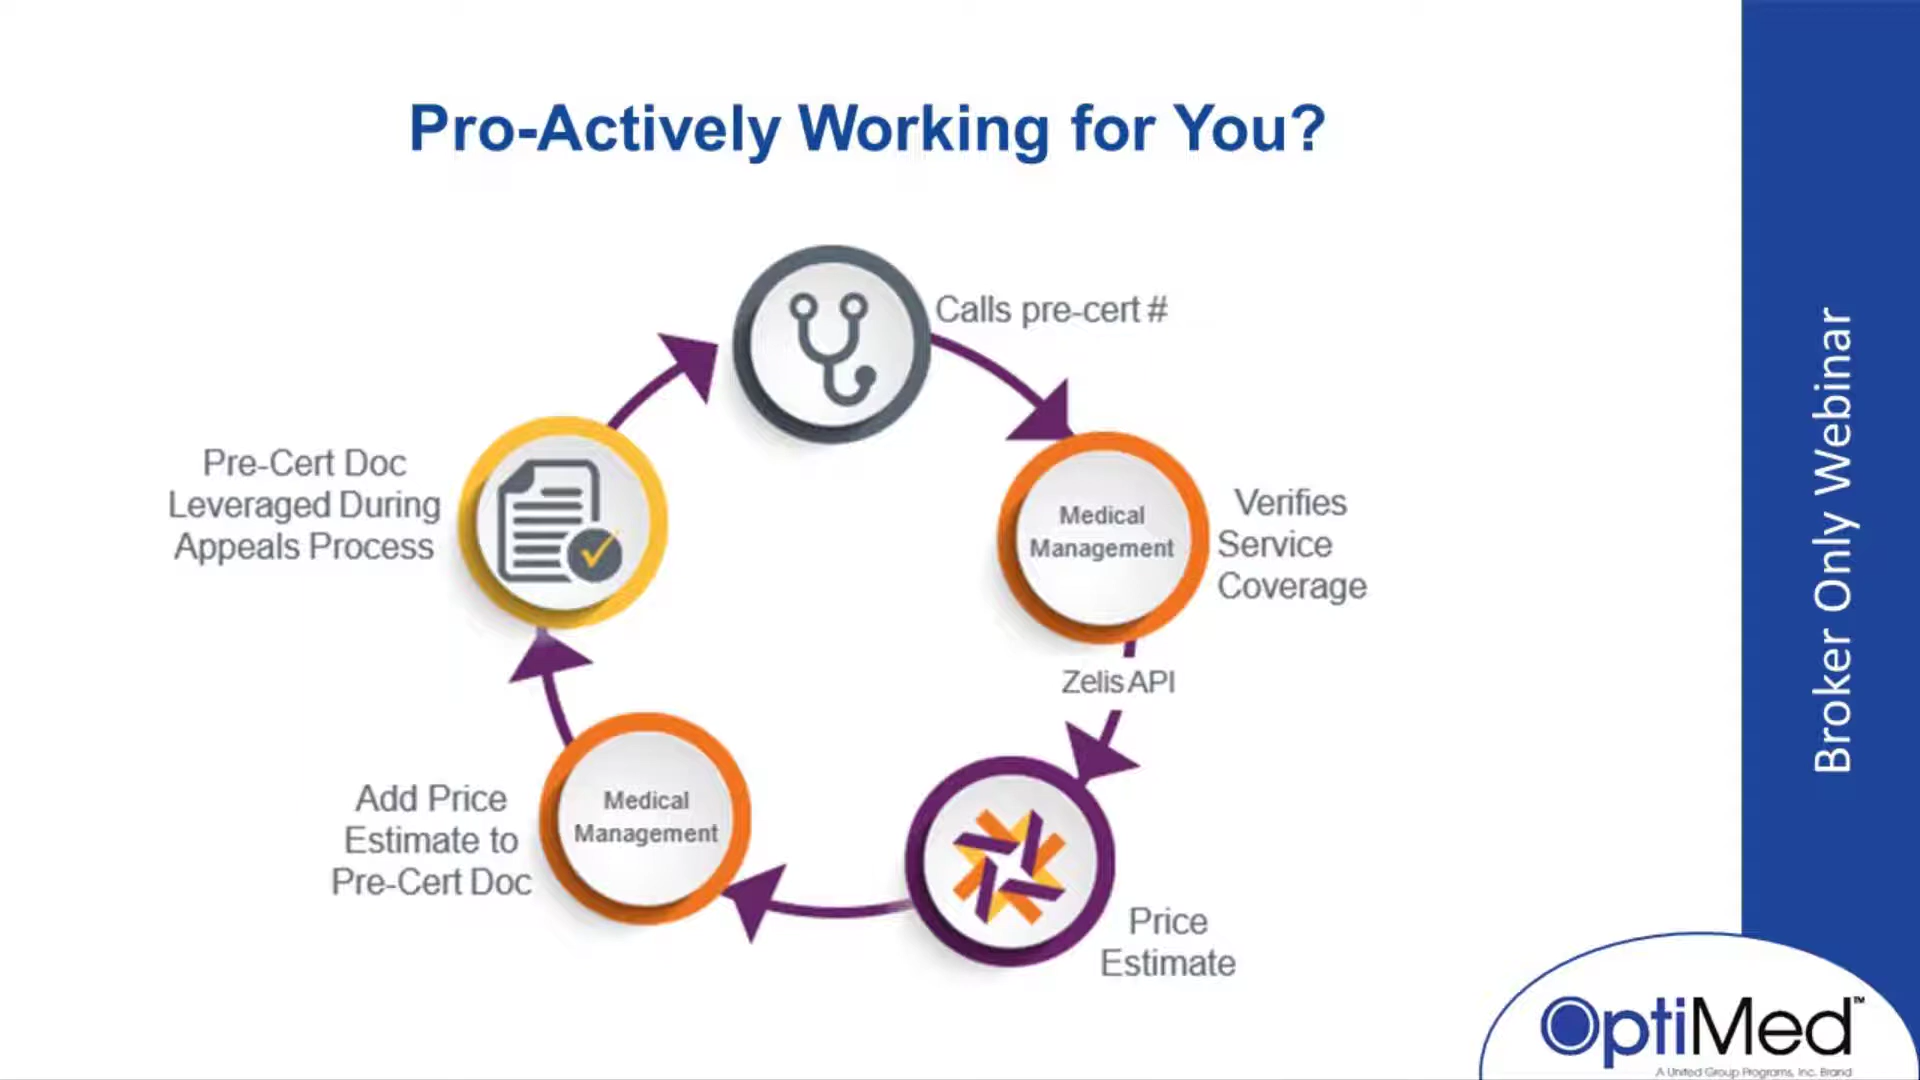 Pro-Actively Working for You?
Calls pre-cert #
Medical
Management
Verifies
Service
Coverage
Zelis API
Price
Estimate
Medical
Management
Add Price
Estimate to
Pre-Cert Doc
Pre-Cert Doc
Leveraged During
Appeals Process
Broker Only Webinar
OptiMed™
A United Group Programs, Inc. Brand